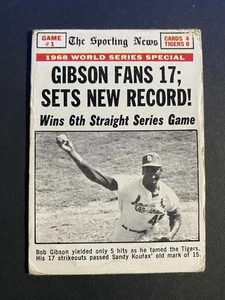 GAME #1
The Sporting News
CARDS 4
TIGERS 0
1968 WORLD SERIES SPECIAL
GIBSON FANS 17;
SETS NEW RECORD!
Wins 6th Straight Series Game
Cardinals
4
Bob Gibson yielded only 5 hits as he tamed the Tigers.
His 17 strikeouts passed Sandy Koufax' old mark of 15.